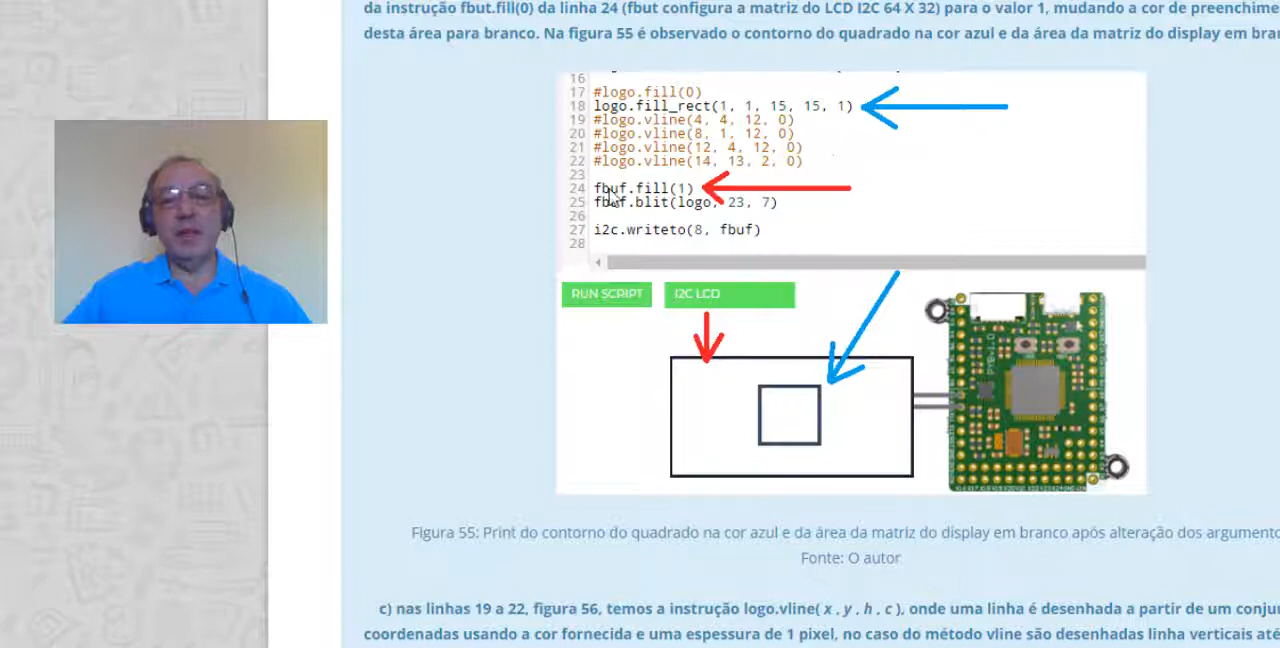 da instrução fbut.fill(0) da linha 24 (fbut configura a matriz do LCD I2C 64 X 32) para o valor 1, mudando a cor de
desta área para branco. Na figura 55 é observado o contorno do quadrado na cor azul e da área da matriz do display em
16
17 #logo.fill(0)
18 logo.fill_rect(1, 1, 15, 15, 1)
19 #logo.vline(4, 4, 12, 0)
20 #logo.vline(8, 1, 12, 0)
21 #logo.vline(12, 4, 12, 0)
22 #logo.vline(14, 13, 2, 0)
23
24 fbuf.fill(1)
25 fbuf.blit(logo, 23, 7)
26
27 i2c.writeto(8, fbuf)
28
RUN SCRIPT I2C LCD
PYBv1.0
Figura 55: Print do contorno do quadrado na cor azul e da área da matriz do display em branco após alteração dos argumento
Fonte: O autor
c) nas linhas 19 a 22, figura 56, temos a instrução logo.vline( x , y , h , c ), onde uma linha é desenhada a partir de um
coordenadas usando a cor fornecida e uma espessura de 1 pixel, no caso do método vline são desenhadas linha verticais até